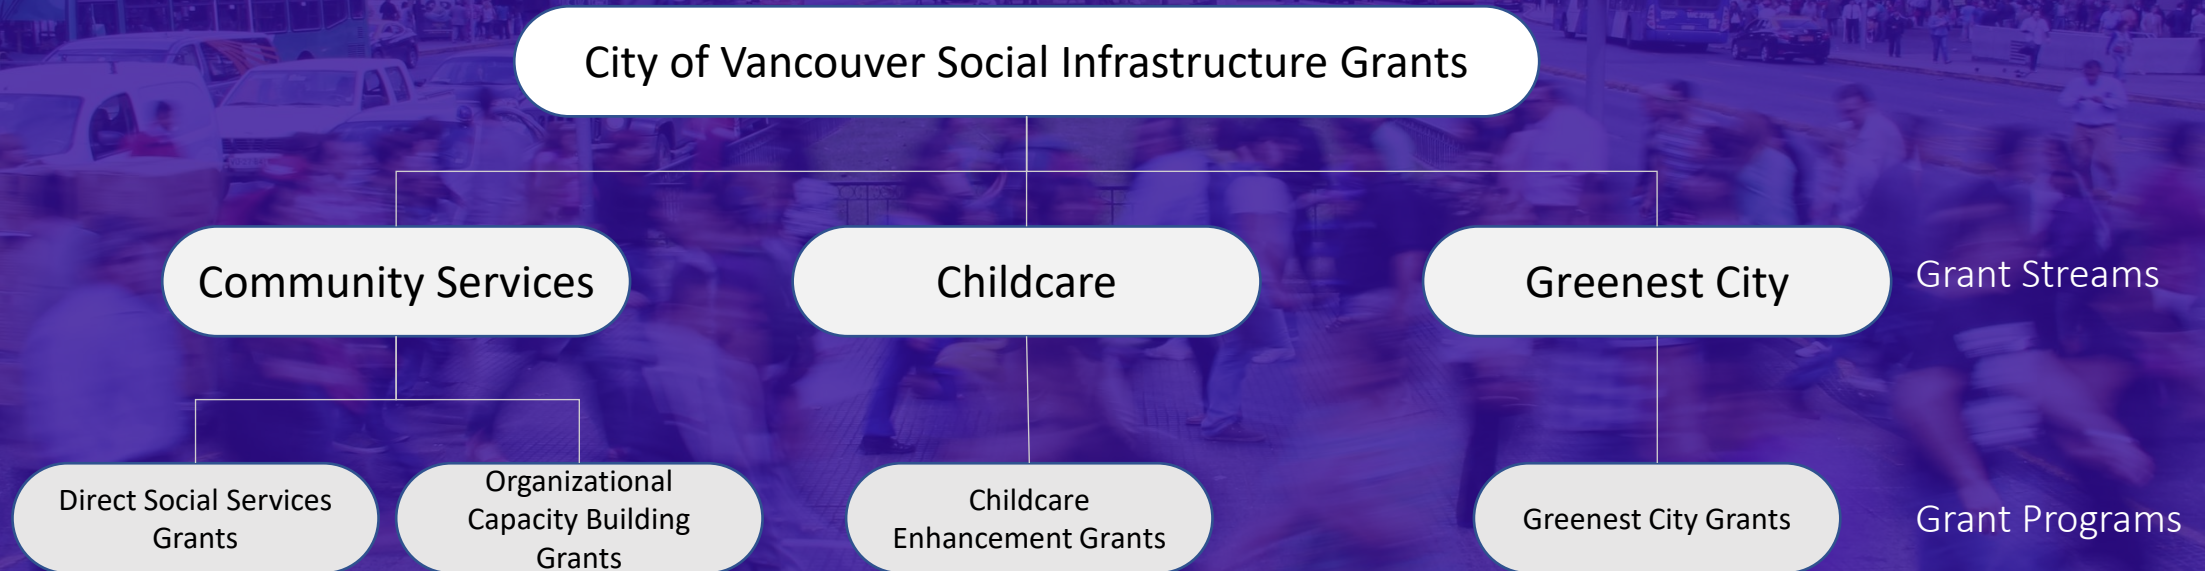 City of Vancouver Social Infrastructure Grants
Community Services
Childcare
Greenest City
Grant Streams
Direct Social Services
Grants
Organizational
Capacity Building
Grants
Childcare
Enhancement Grants
Greenest City Grants
Grant Programs